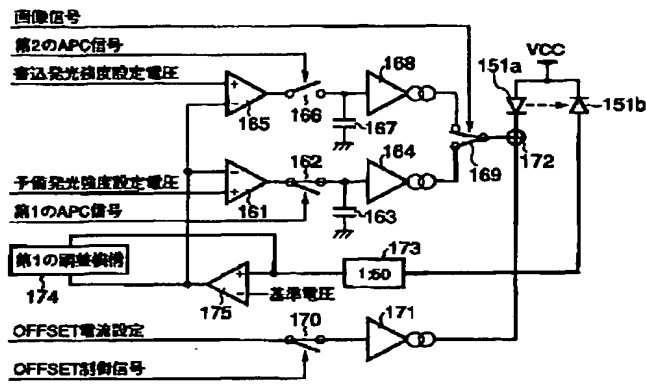 画像信号
第2のAPC信号
書込発光強度設定電圧
165
166
167
168
VCC
151a
151b
172
169
予備発光強度設定電圧
第1のAPC信号
161
162
163
164
第1の調整機構
174
175
基準電圧
173
1:50
OFFSET電流設定
OFFSET制御信号
170
171